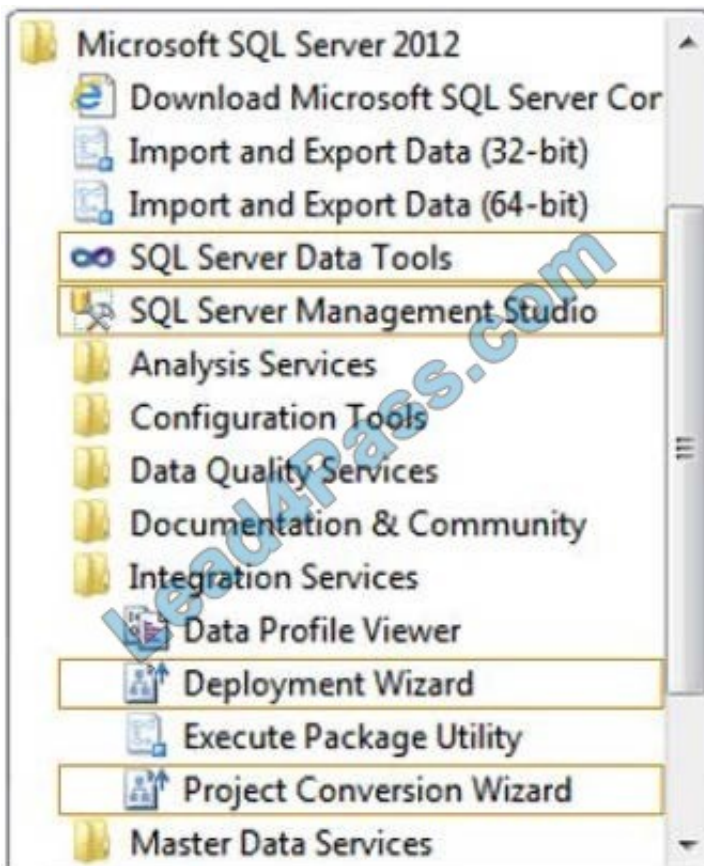 Microsoft SQL Server 2012
Download Microsoft SQL Server Cor
Import and Export Data (32-bit)
Import and Export Data (64-bit)
SQL Server Data Tools
SQL Server Management Studio
Analysis Services
Configuration Tools
Data Quality Services
Documentation & Community
Integration Services
Data Profile Viewer
Deployment Wizard
Execute Package Utility
Project Conversion Wizard
Master Data Services
Lead4Pass.com